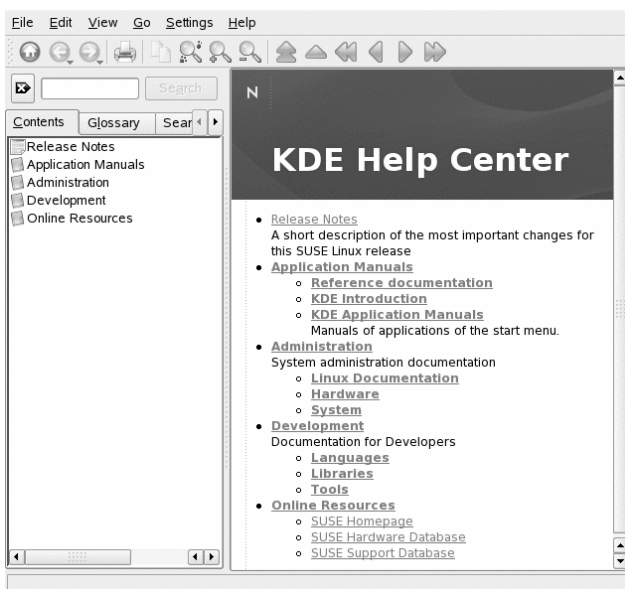 File Edit View Go Settings Help
Search
Contents Glossary Sear
Release Notes
Application Manuals
Administration
Development
Online Resources
N
KDE Help Center
Release Notes
A short description of the most important changes for
this SUSE Linux release
Application Manuals
Reference documentation
KDE Introduction
KDE Application Manuals
Manuals of applications of the start menu.
Administration
System administration documentation
Linux Documentation
Hardware
System
Development
Documentation for Developers
Languages
Libraries
Tools
Online Resources
SUSE Homepage
SUSE Hardware Database
SUSE Support Database